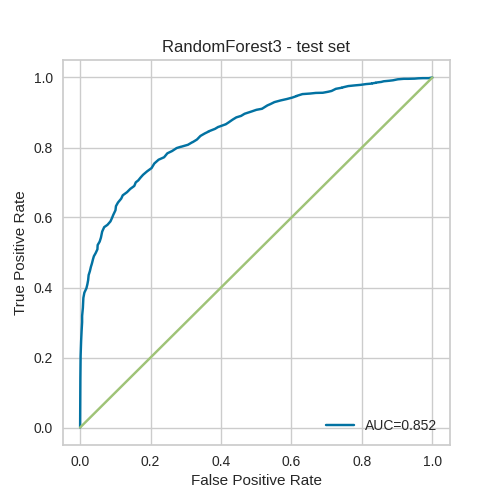 RandomForest3 - test set
True Positive Rate
1.0
0.8
0.6
0.4
0.2
0.0
AUC=0.852
0.0 0.2 0.4 0.6 0.8 1.0
False Positive Rate